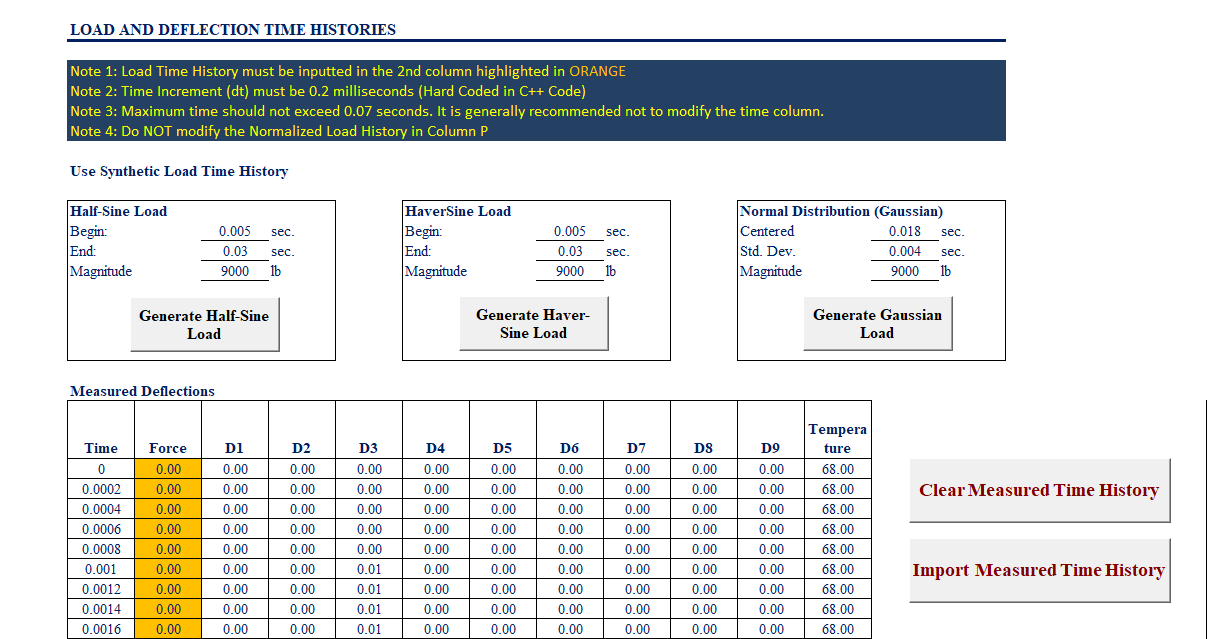 LOAD AND DEFLECTION TIME HISTORIES
Note 1: Load Time History must be inputted in the 2nd column highlighted in ORANGE
Note 2: Time Increment (dt) must be 0.2 milliseconds (Hard Coded in C++ Code)
Note 3: Maximum time should not exceed 0.07 seconds. It is generally recommended not to modify the time column.
Note 4: Do NOT modify the Normalized Load History in Column P
Use Synthetic Load Time History
Half-Sine Load
Begin: 0.005 sec.
End: 0.03 sec.
Magnitude 9000 lb
Generate Half-Sine
Load
HaverSine Load
Begin: 0.005 sec.
End: 0.03 sec.
Magnitude 9000 lb
Generate Haver-
Sine Load
Normal Distribution (Gaussian)
Centered 0.018 sec.
Std. Dev. 0.004 sec.
Magnitude 9000 lb
Generate Gaussian
Load
Measured Deflections
Time Force D1 D2 D3 D4 D5 D6 D7 D8 D9 Tempera
ture
0 0.00 0.00 0.00 0.00 0.00 0.00 0.00 0.00 0.00 0.00 68.00
0.0002 0.00 0.00 0.00 0.00 0.00 0.00 0.00 0.00 0.00 0.00 68.00
0.0004 0.00 0.00 0.00 0.00 0.00 0.00 0.00 0.00 0.00 0.00 68.00
0.0006 0.00 0.00 0.00 0.00 0.00 0.00 0.00 0.00 0.00 0.00 68.00
0.0008 0.00 0.00 0.00 0.00 0.00 0.00 0.00 0.00 0.00 0.00 68.00
0.001 0.00 0.00 0.00 0.01 0.00 0.00 0.00 0.00 0.00 0.00 68.00
0.0012 0.00 0.00 0.00 0.01 0.00 0.00 0.00 0.00 0.00 0.00 68.00
0.0014 0.00 0.00 0.00 0.01 0.00 0.00 0.00 0.00 0.00 0.00 68.00
0.0016 0.00 0.00 0.00 0.01 0.00 0.00 0.00 0.00 0.00 0.00 68.00
Clear Measured Time History
Import Measured Time History